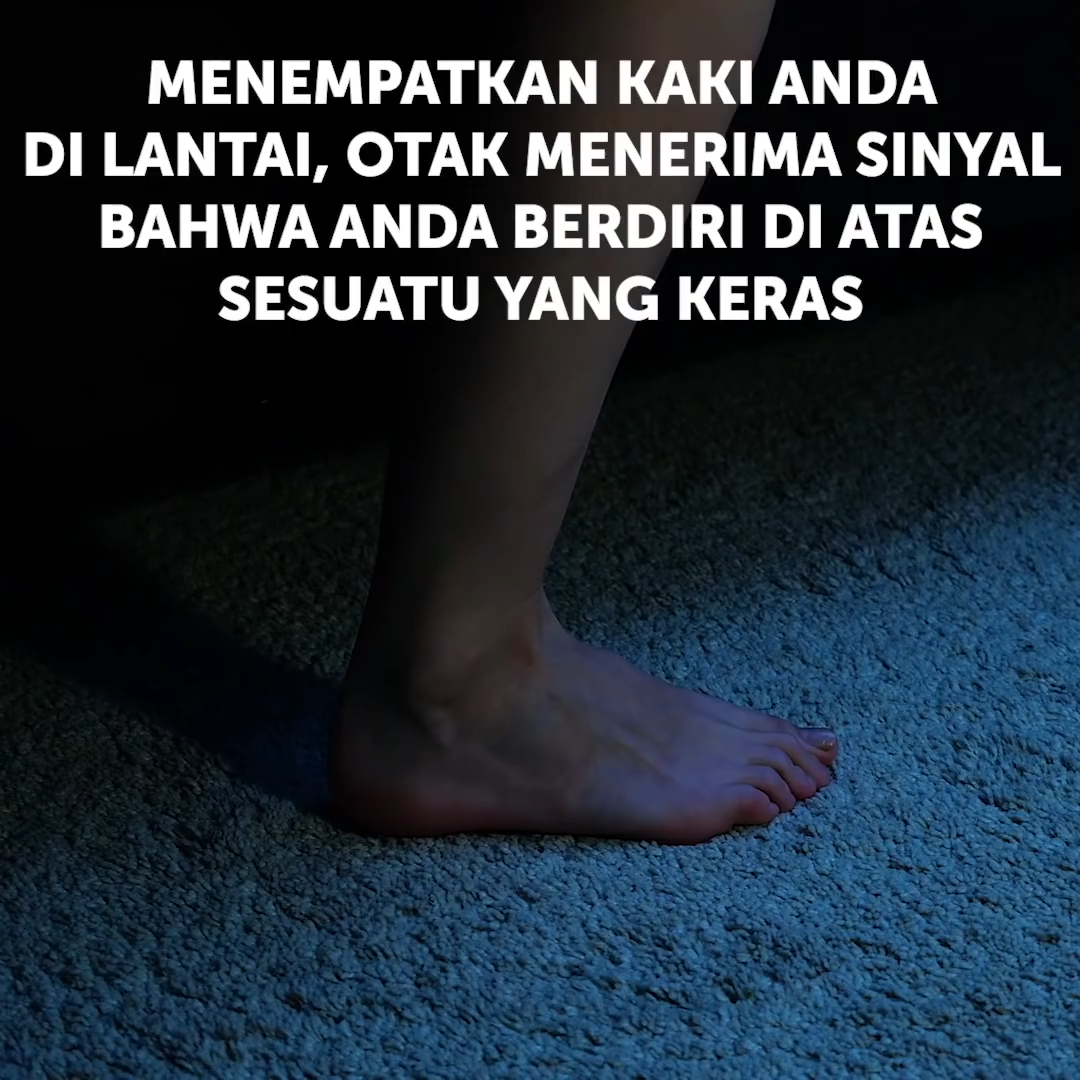 MENEMPATKAN KAKI ANDA
DI LANTAI, OTAK MENERIMA SINYAL
BAHWA ANDA BERDIRI DI ATAS
SESUATU YANG KERAS